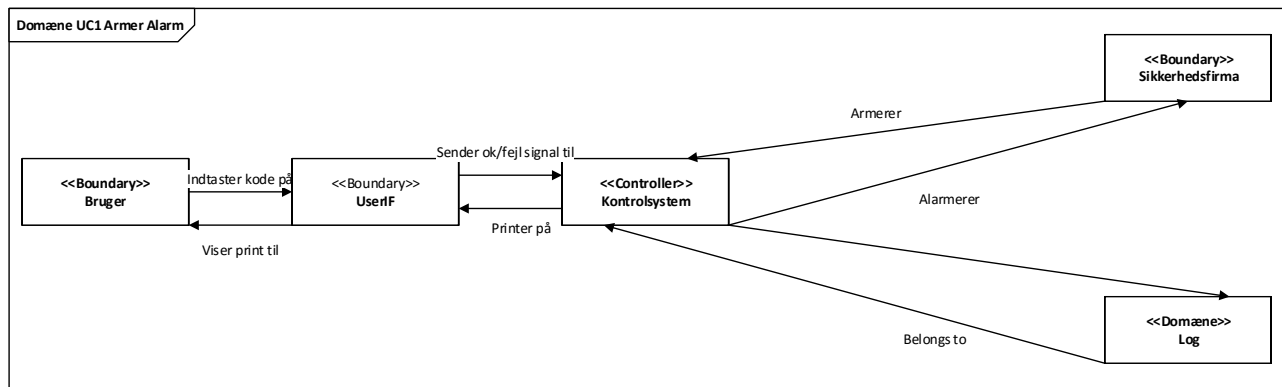 Domæne UC1 Armer Alarm
<<Boundary>>
Sikkerhedsfirma
Armerer
Sender ok/fejl signal til
<<Boundary>>
Bruger
Indtaster kode på
<<Boundary>>
UserIF
<<Controller>>
Kontrolsystem
Alarmerer
Viser print til
Printer på
<<Domæne>>
Log
Belongs to